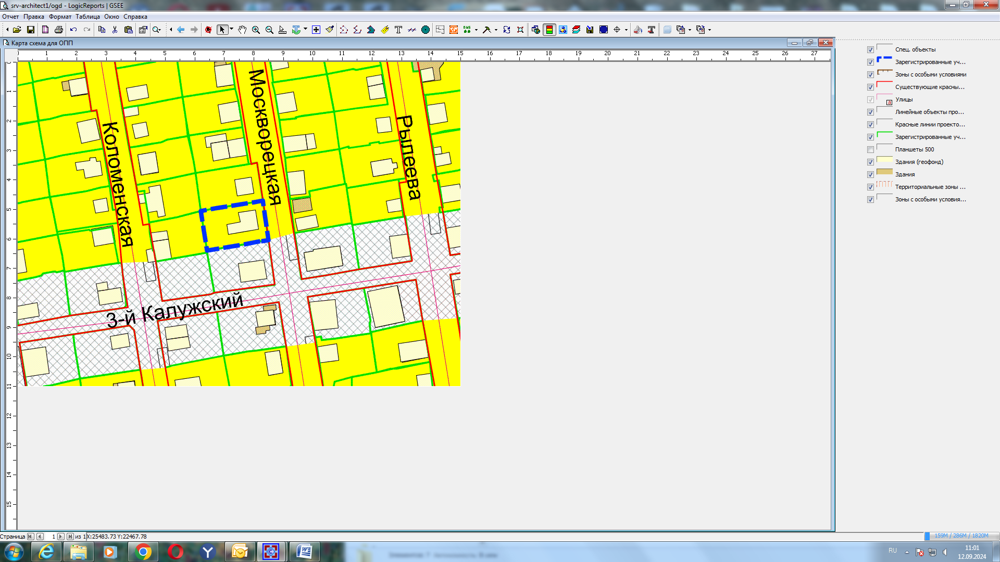 srv-architect1/ogd - LogicReports | GSEE
Отчет Правка Формат Таблица Окно Справка
Карта схема для ОПП
0 1 2 3 4 5 6 7 8 9 10 11 12 13 14 15 16 17 18 19 20 21 22 23 24 25 26 27
0 1 2 3 4 5 6 7 8 9 10 11 12 13 14 15
Коломенская
Москворецкая
Рылеева
3-й Калужский
Спец. объекты
Зарегистрированные уч...
Зоны с особыми условиями
Существующие красны...
Улицы
Линейные объекты про...
Красные линии проекто...
Зарегистрированные уч...
Планшеты 500
Здания (геофонд)
Здания
Территориальные зоны ...
Зоны с особыми условия...
Страница 1 из 1 X:25483.73 Y:22467.78
159M / 286M / 1820M
RU
11:01
12.09.2024